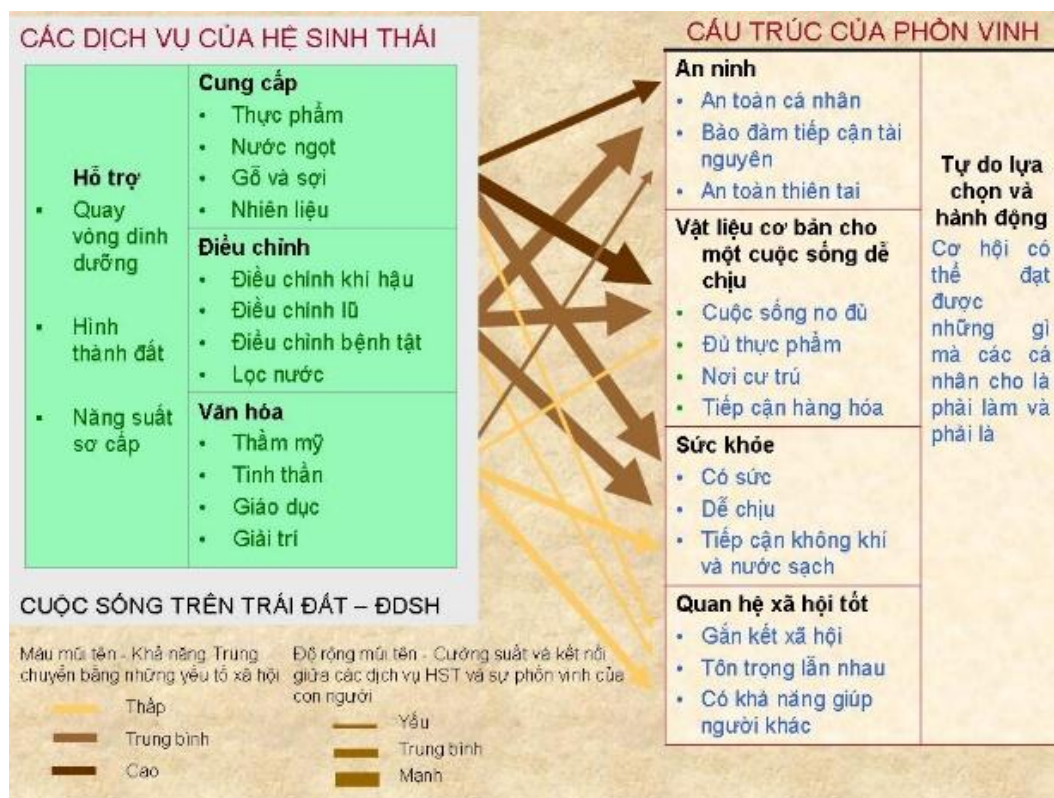 CÁC DỊCH VỤ CỦA HỆ SINH THÁI
Hỗ trợ
Quay
vòng dinh
dưỡng
Hình
thành đất
Năng suất
sơ cấp
Cung cấp
Thực phẩm
Nước ngọt
Gỗ và sợi
Nhiên liệu
Điều chỉnh
Điều chỉnh khí hậu
Điều chỉnh lũ
Điều chỉnh bệnh tật
Lọc nước
Văn hóa
Thẩm mỹ
Tinh thần
Giáo dục
Giải trí
CUỘC SỐNG TRÊN TRÁI ĐẤT – ĐDSH
Màu mũi tên - Khả năng Trung
chuyển bằng những yếu tố xã hội
Thấp
Trung bình
Cao
Độ rộng mũi tên - Cường suất và kết nối
giữa các dịch vụ HST và sự phồn vinh của
con người
Yếu
Trung bình
Mạnh
CẤU TRÚC CỦA PHỒN VINH
An ninh
An toàn cá nhân
Bảo đảm tiếp cận tài
nguyên
An toàn thiên tai
Vật liệu cơ bản cho
một cuộc sống dễ
chịu
Cuộc sống no đủ
Đủ thực phẩm
Nơi cư trú
Tiếp cận hàng hóa
Sức khỏe
Có sức
Dễ chịu
Tiếp cận không khí
và nước sạch
Quan hệ xã hội tốt
Gắn kết xã hội
Tôn trọng lẫn nhau
Có khả năng giúp
người khác
Tự do lựa
chọn và
hành động
Cơ hội có
thể đạt
được
những gì
mà các cá
nhân cho là
phải làm và
phải là